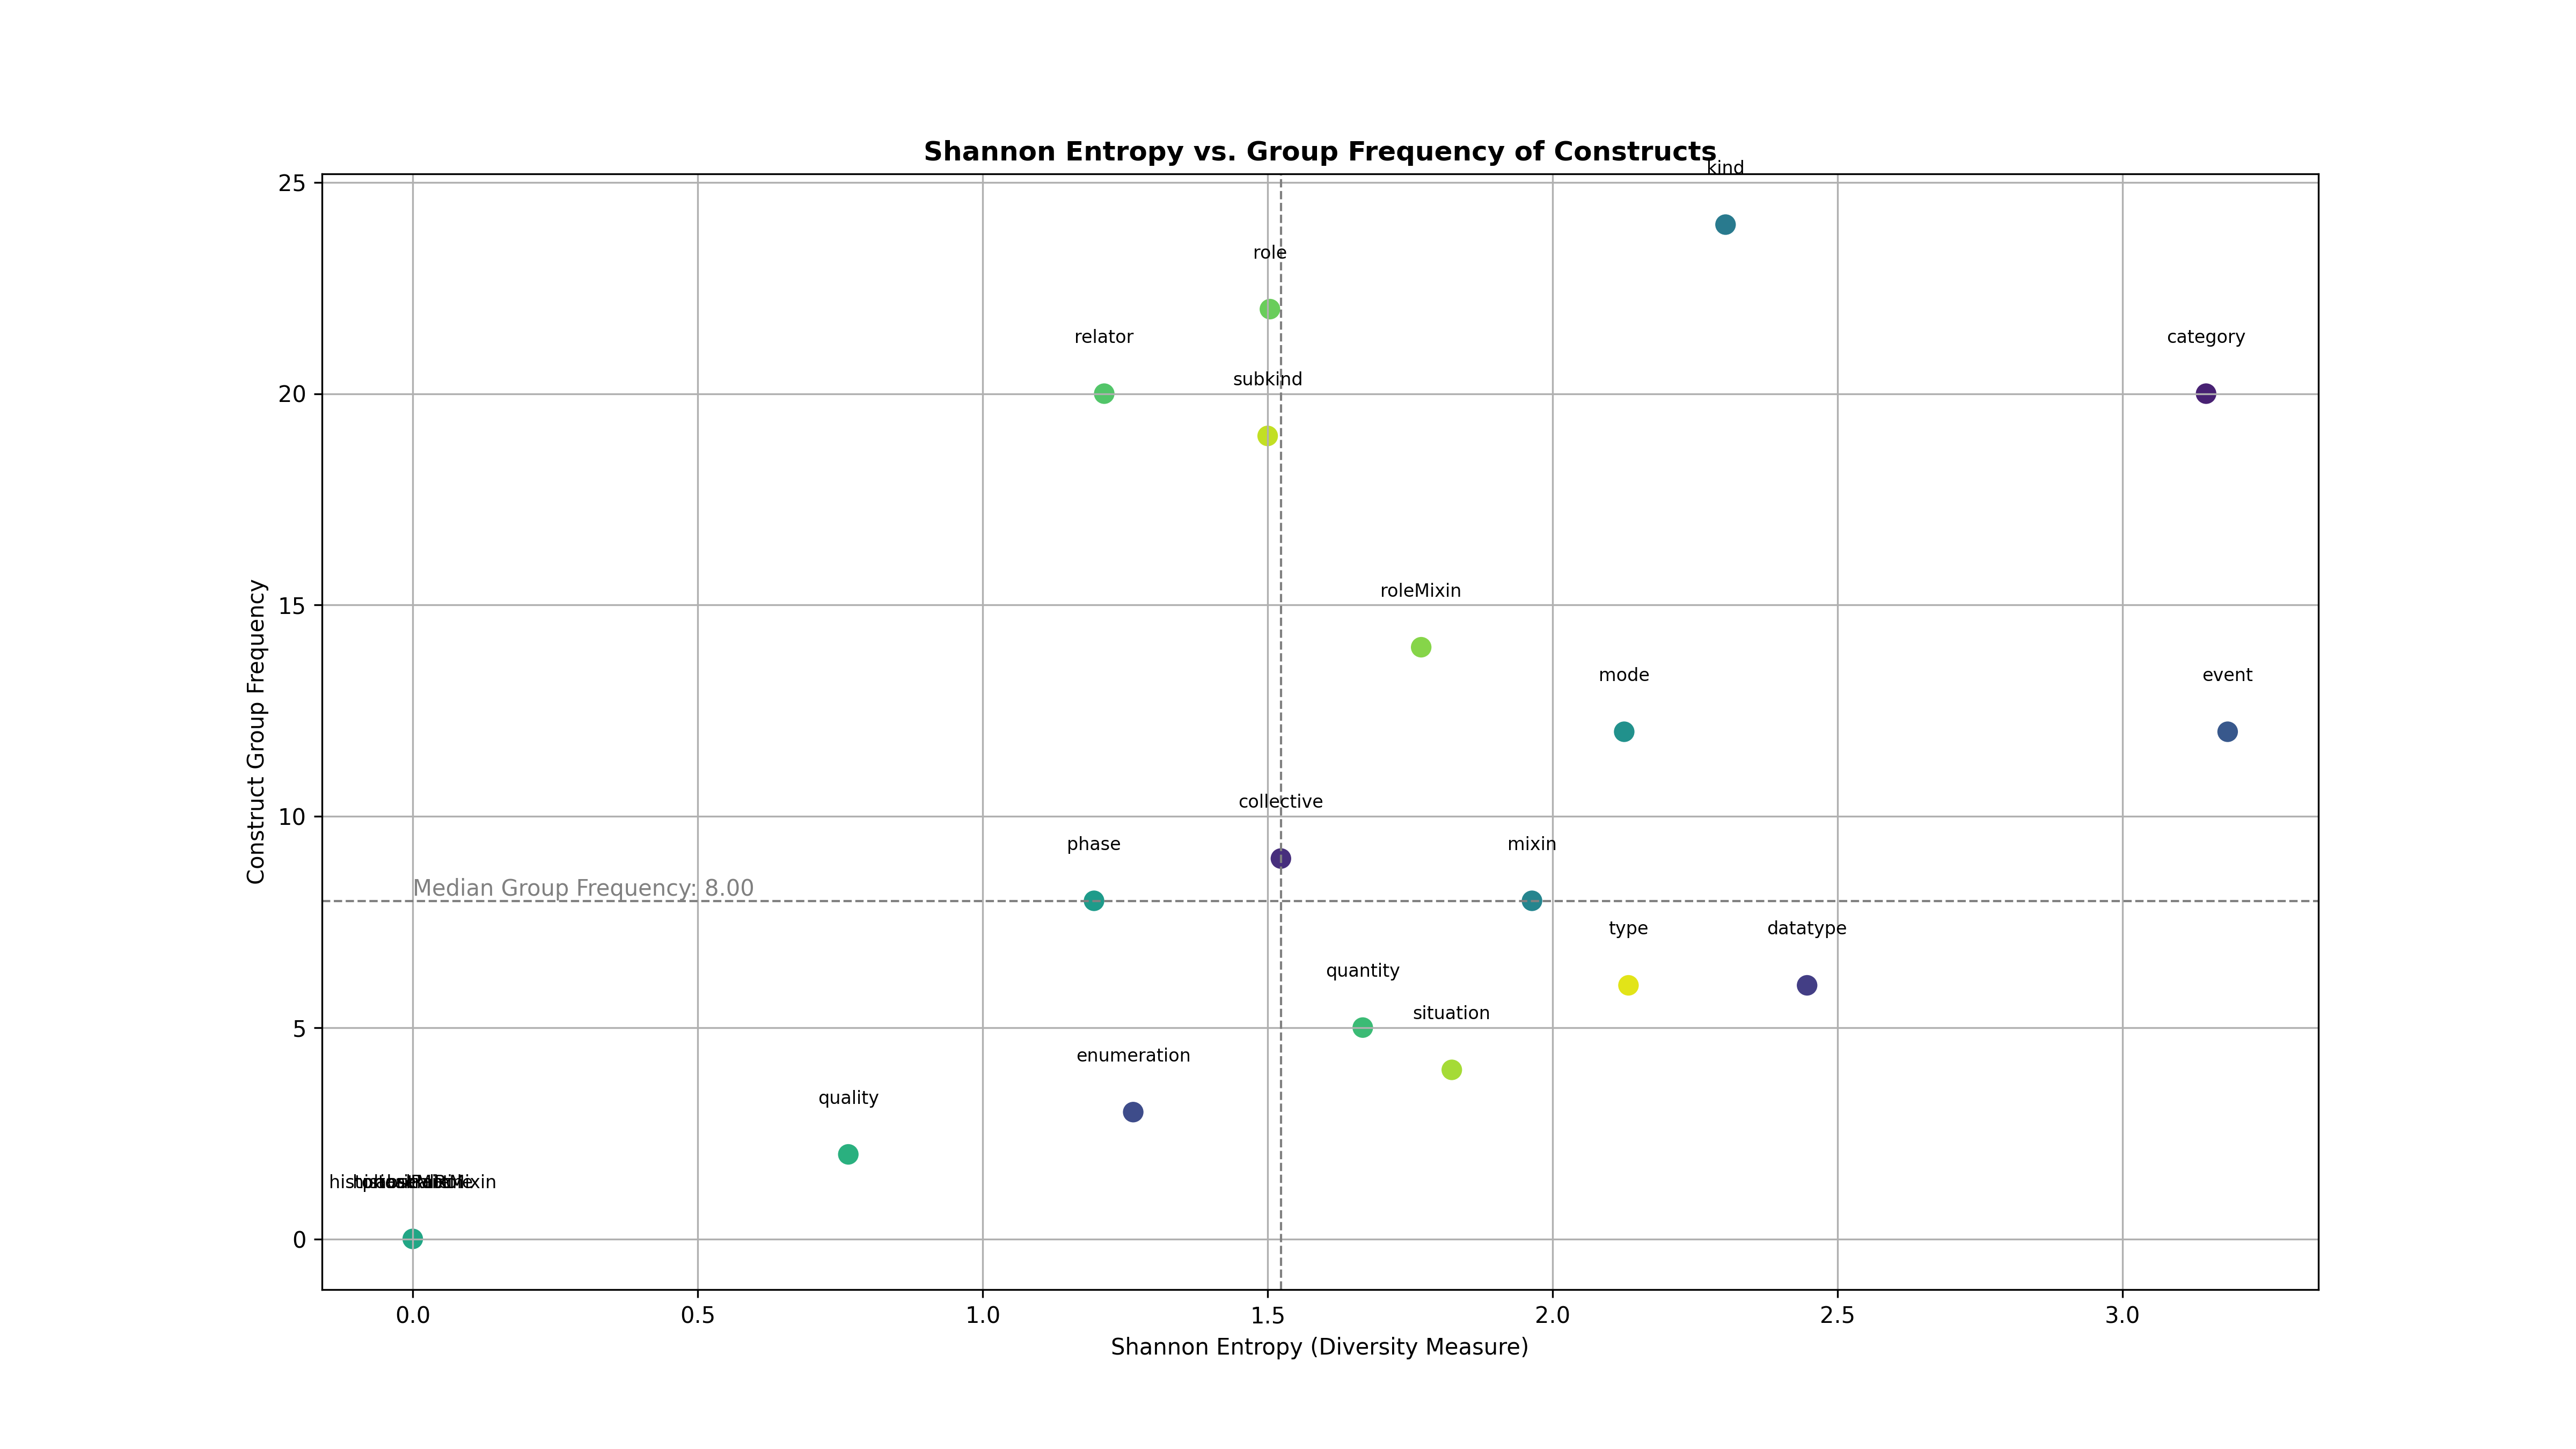 Shannon Entropy vs. Group Frequency of Constructs
kind
25
role
relator
category
subkind
20
roleMixin
15
mode
event
collective
10
phase
mixin
Median Group Frequency: 8.00
type
datatype
quantity
situation
5
enumeration
quality
0
0.0 0.5 1.0 1.5 2.0 2.5 3.0
Shannon Entropy (Diversity Measure)
Construct Group Frequency